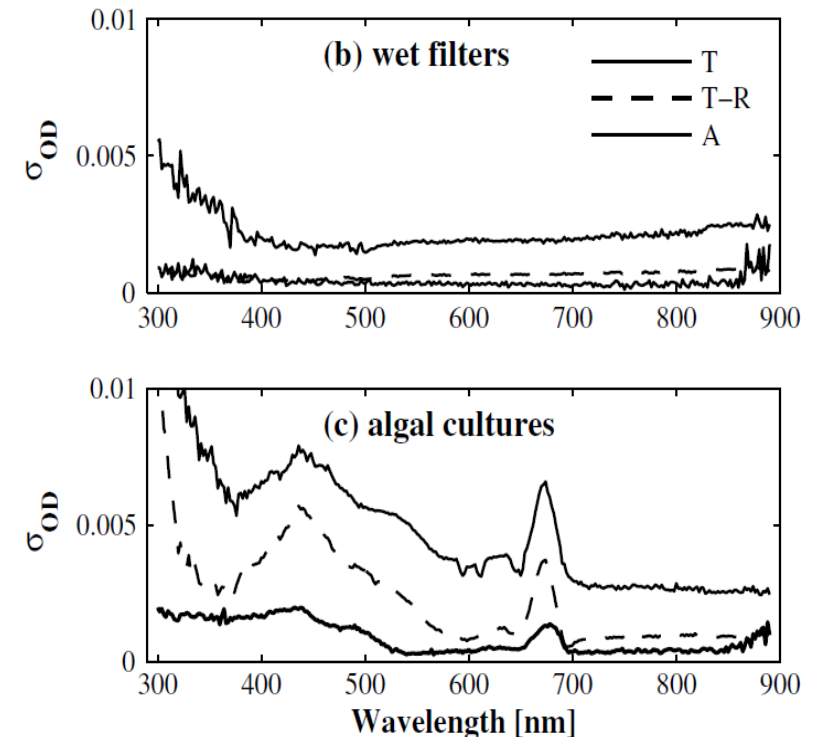 0.01
(b) wet filters
T
T–R
A
σOD
0.005
0
300 400 500 600 700 800 900
0.01
(c) algal cultures
σOD
0.005
0
300 400 500 600 700 800 900
Wavelength [nm]